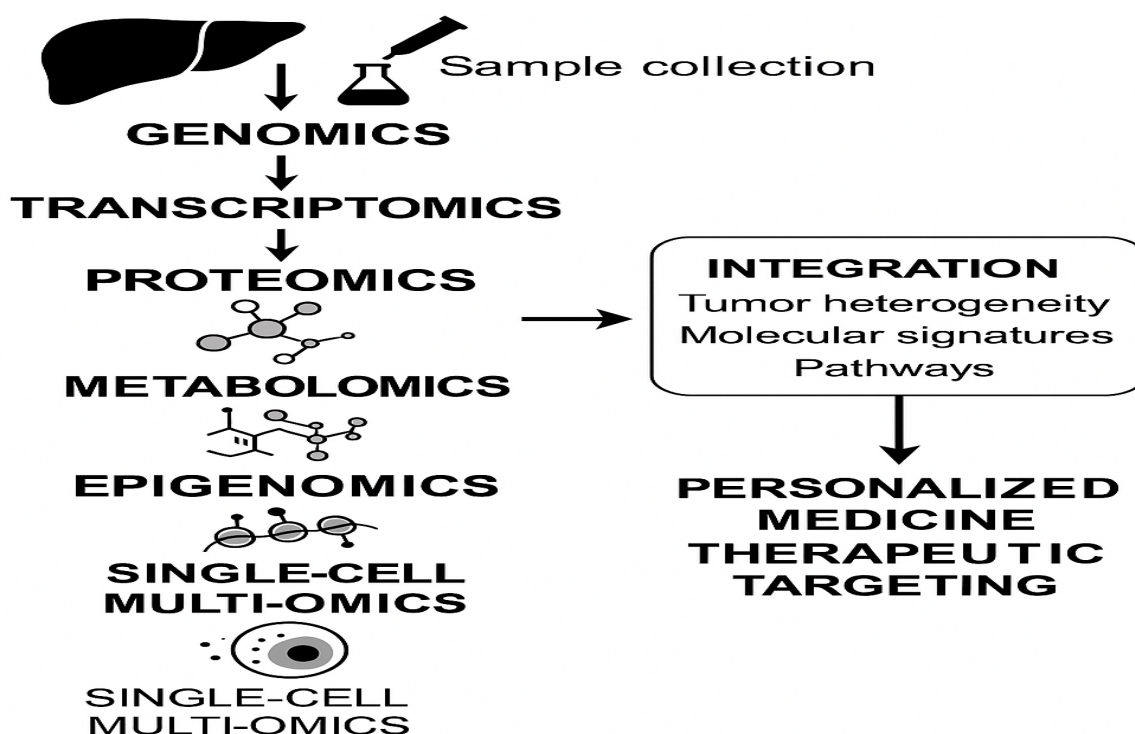 Sample collection
GENOMICS
TRANSCRIPTOMICS
PROTEOMICS
METABOLOMICS
EPIGENOMICS
SINGLE-CELL
MULTI-OMICS
SINGLE-CELL
MULTI-OMICS
INTEGRATION
Tumor heterogeneity
Molecular signatures
Pathways
PERSONALIZED
MEDICINE
THERAPEUTIC
TARGETING